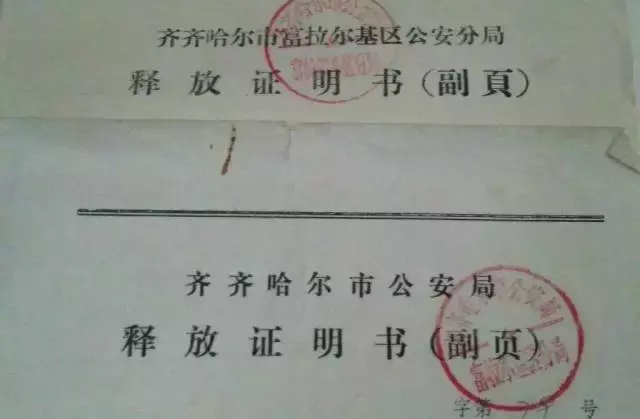 齐齐哈尔市富拉尔基区公安分局
释放证明书(副頁)
齐齐哈尔市公安局
释放证明书(副页)
字第 号